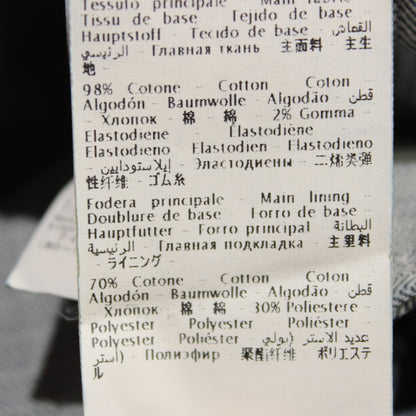 Tessuto principale - Main fabric
Tissu de base - Tejido de base -
Hauptstoff - Tecido de base - القماش
الرئيسي - Главная ткань - 主面料 - 主生
地 -
98% Cotone - Cotton - Coton
Algodón - Baumwolle - Algodão - قطن
- Хлопок 棉 - 棉 - 2% Gomma -
Elastodiene - Elastodiène -
Elastodieno Elastodien - Elastodieno
- إيلاستودايين - Эластодиены - 二烯类弹
性纤维 - ゴム糸
Fodera principale - Main lining -
Doublure de base - Forro de base -
Hauptfutter - Forro principal - البطانة
الرئيسية - Главная подкладка - 主里料
- ライニング -
70% Cotone - Cotton - Coton
Algodón - Baumwolle - Algodão - قطن
- Хлопок 棉 - 棉 - 30% Poliestere
Polyester Polyester Poliéster -
Polyester Poliéster - عديد الاستر (بولي
أستر) - Полиэфир - 聚酯纤维 ポリエステ
ル